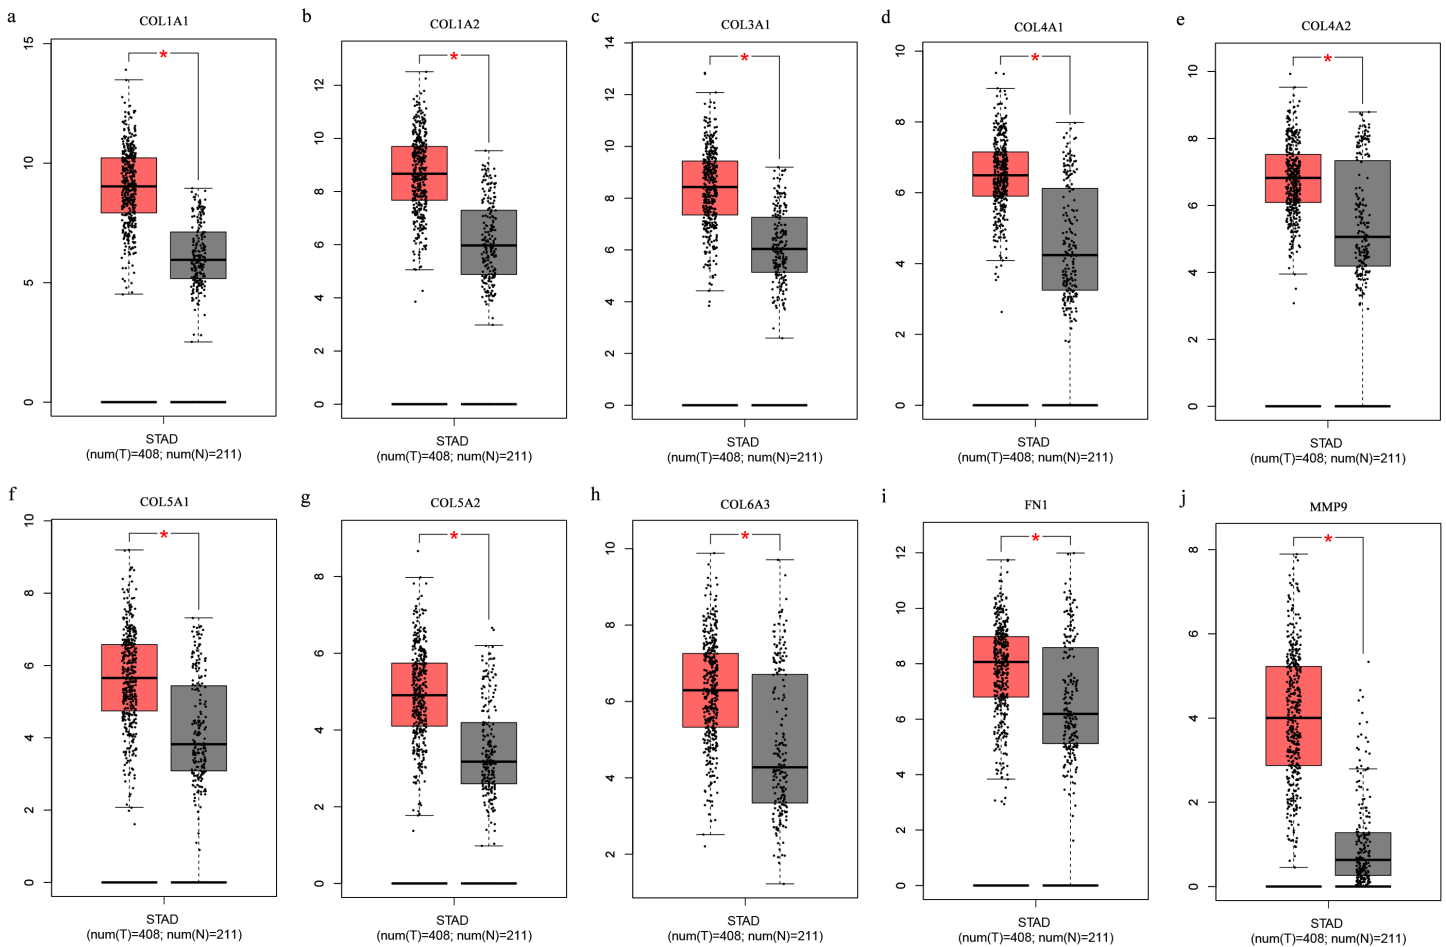 a
COL1A1
*
15
10
5
0
STAD
(num(T)=408; num(N)=211)
b
COL1A2
*
12
10
8
6
4
2
0
STAD
(num(T)=408; num(N)=211)
c
COL3A1
*
14
12
10
8
6
4
2
0
STAD
(num(T)=408; num(N)=211)
d
COL4A1
*
10
8
6
4
2
0
STAD
(num(T)=408; num(N)=211)
e
COL4A2
*
10
8
6
4
2
0
STAD
(num(T)=408; num(N)=211)
f
COL5A1
*
10
8
6
4
2
0
STAD
(num(T)=408; num(N)=211)
g
COL5A2
*
8
6
4
2
0
STAD
(num(T)=408; num(N)=211)
h
COL6A3
*
10
8
6
4
2
STAD
(num(T)=408; num(N)=211)
i
FN1
*
12
10
8
6
4
2
0
STAD
(num(T)=408; num(N)=211)
j
MMP9
*
8
6
4
2
0
STAD
(num(T)=408; num(N)=211)